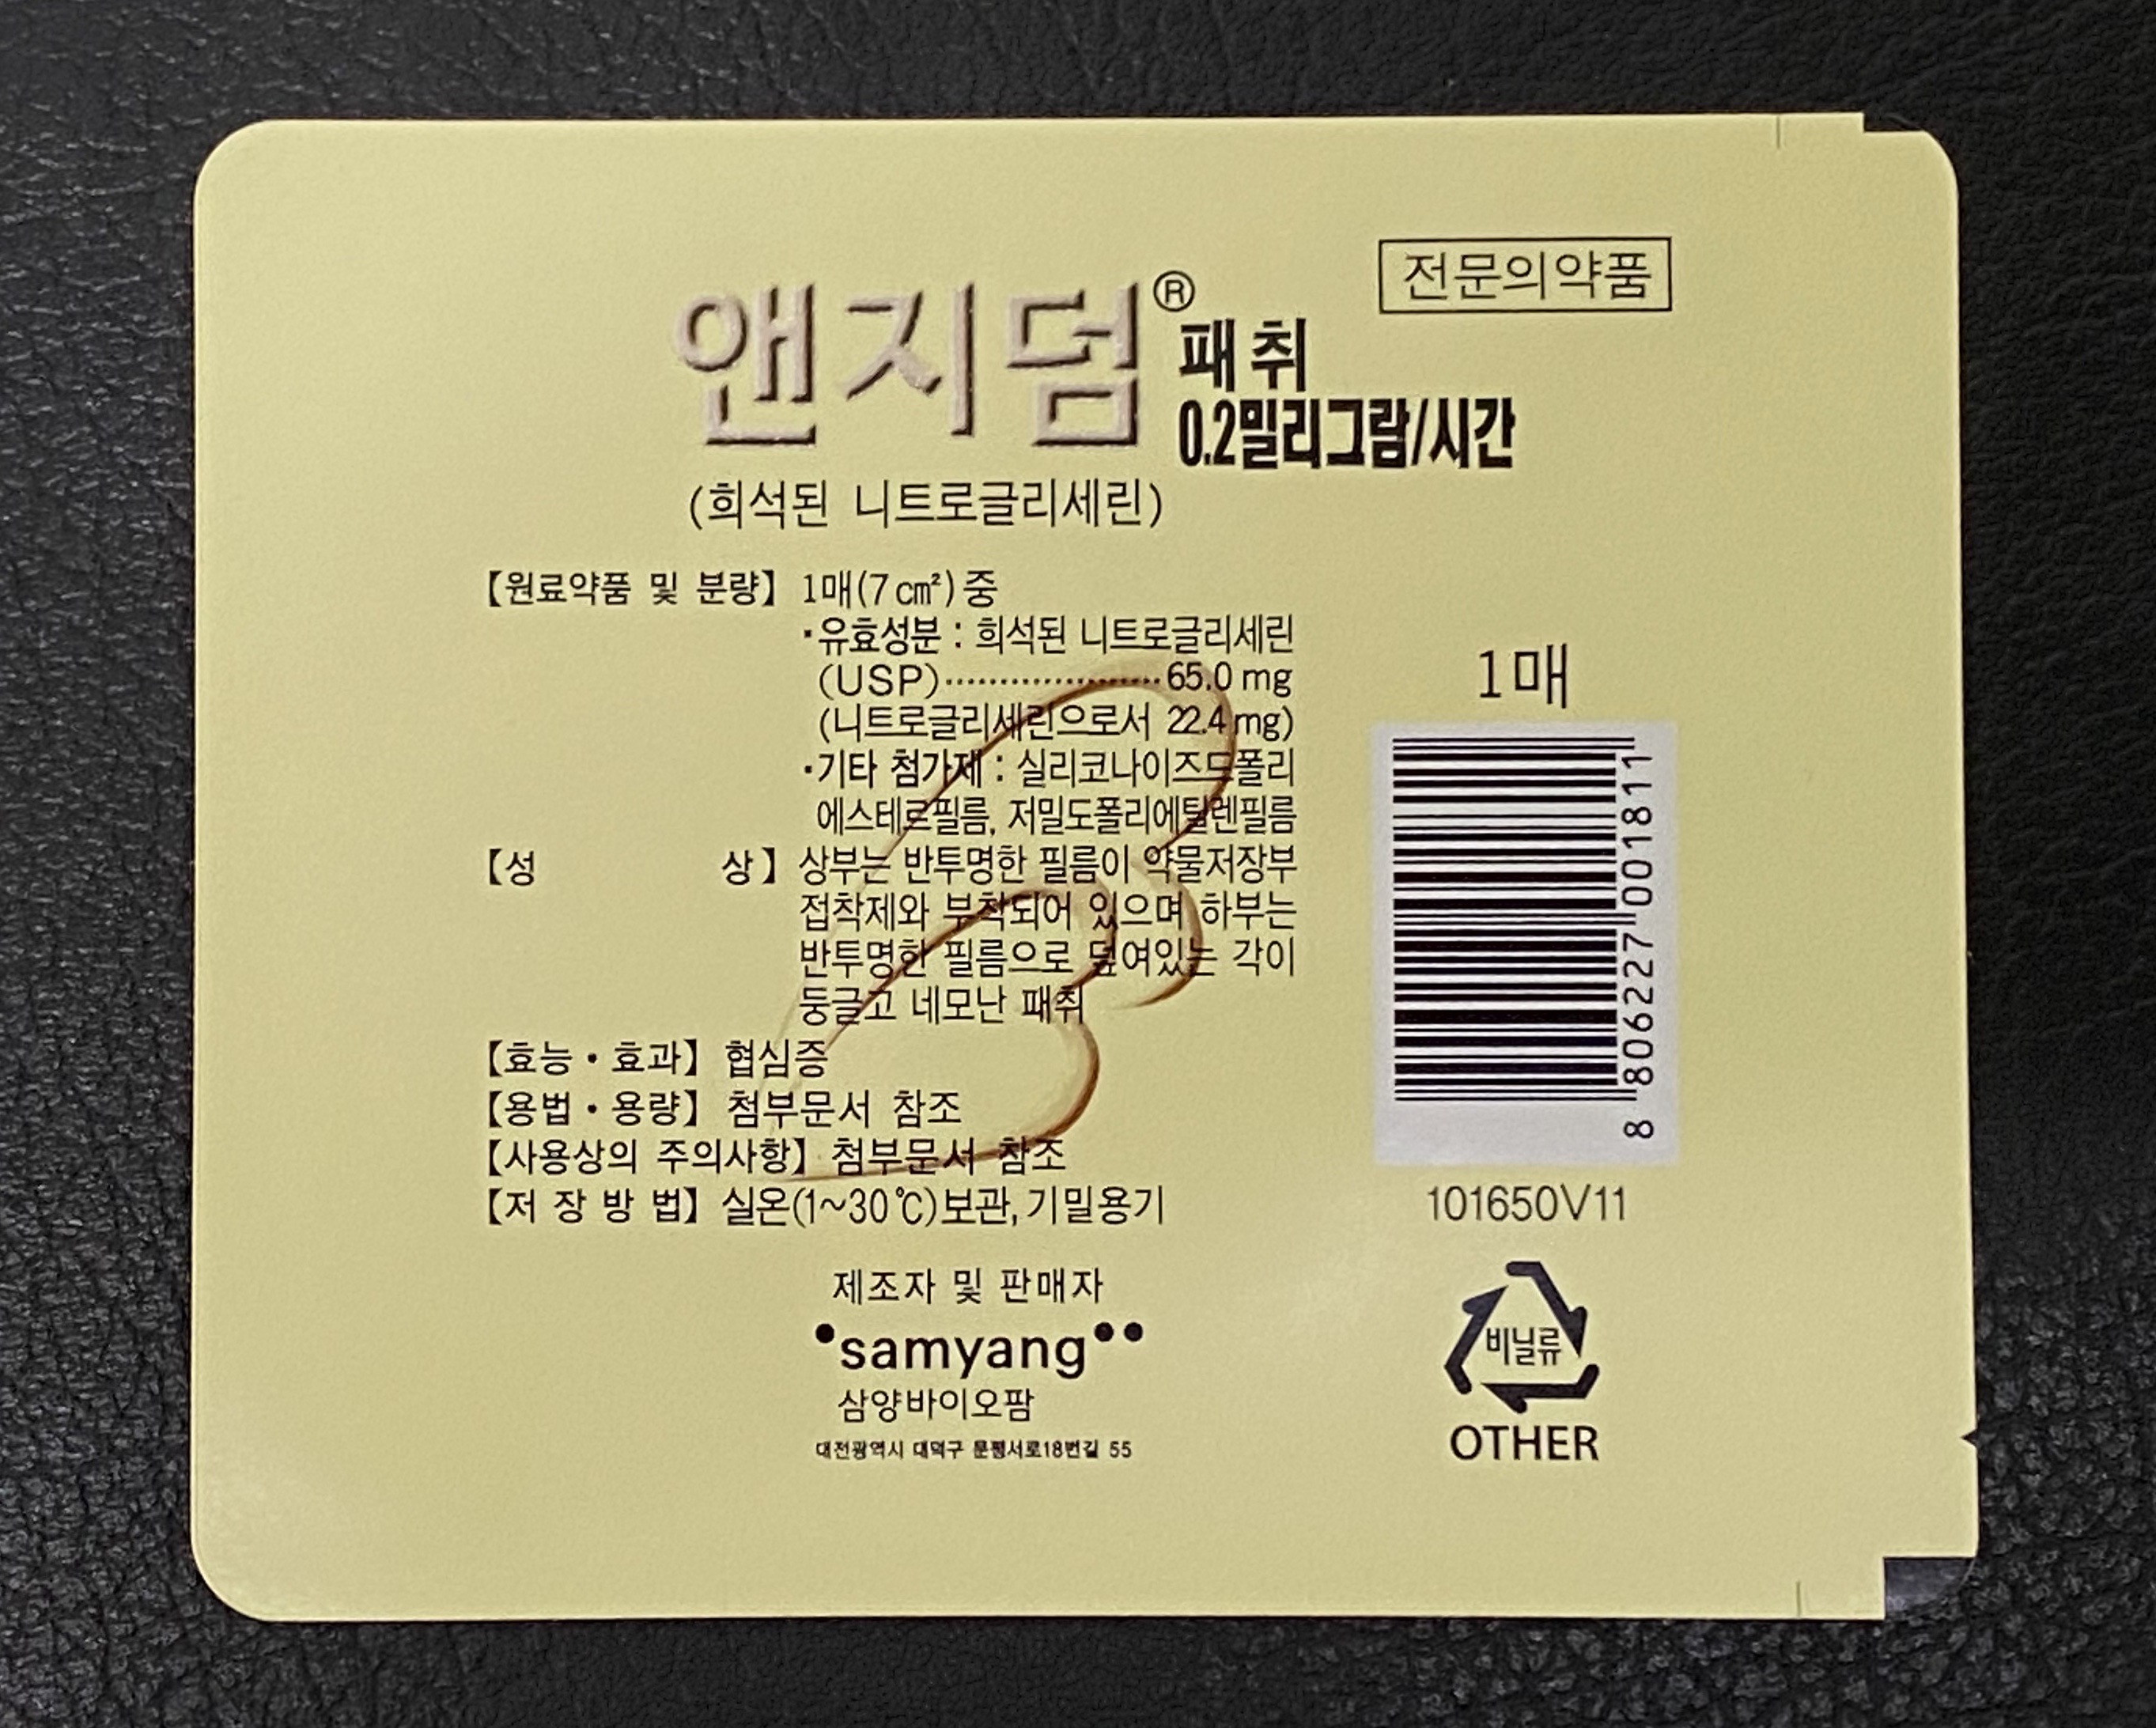 전문의약품
앤지덤® 패취
0.2밀리그람/시간
(희석된 니트로글리세린)
【원료약품 및 분량】 1매(7㎠)중
·유효성분 : 희석된 니트로글리세린
(USP)····················65.0 mg
(니트로글리세린으로서 22.4 mg)
·기타 첨가제 : 실리코나이즈드폴리
에스테르필름, 저밀도폴리에틸렌필름
【성 상】 상부는 반투명한 필름이 약물저장부
접착제와 부착되어 있으며 하부는
반투명한 필름으로 덮여있는 각이
둥글고 네모난 패취
【효능·효과】 협심증
【용법·용량】 첨부문서 참조
【사용상의 주의사항】 첨부문서 참조
【저 장 방 법】 실온(1~30℃)보관, 기밀용기
제조자 및 판매자
samyang
삼양바이오팜
대전광역시 대덕구 문평서로18번길 55
1매
8 806227 001811
101650V11
비닐류
OTHER